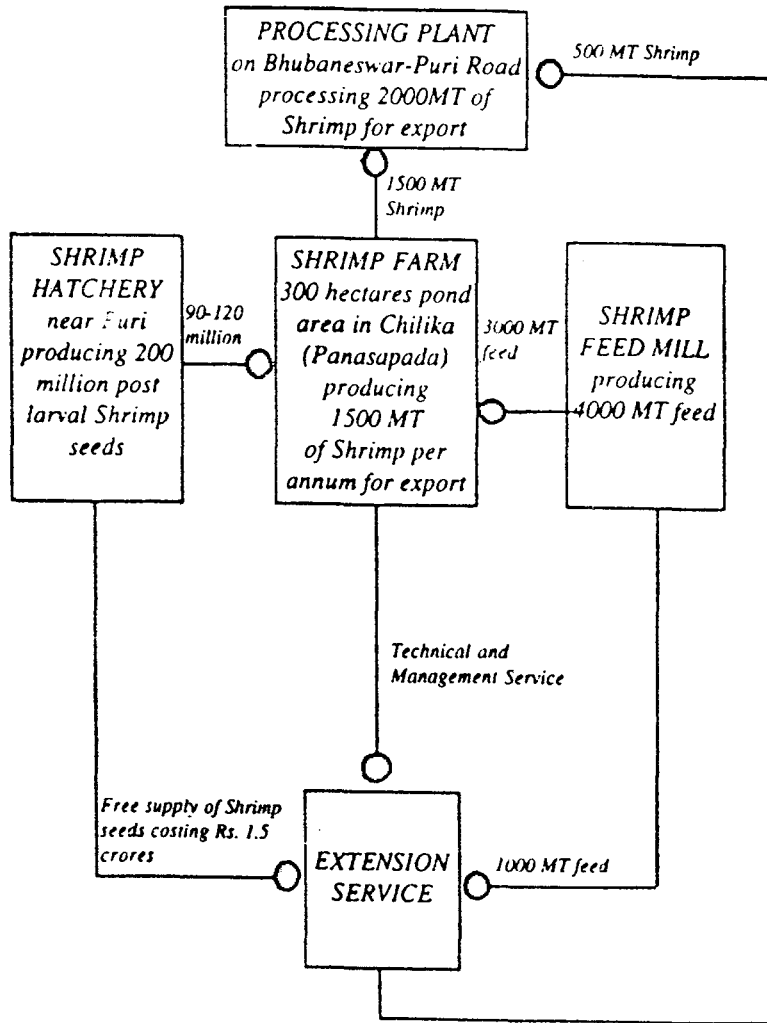 PROCESSING PLANT
on Bhubaneswar-Puri Road
processing 2000MT of
Shrimp for export
500 MT Shrimp
1500 MT
Shrimp
SHRIMP
HATCHERY
near Puri
producing 200
million post
larval Shrimp
seeds
90-120
million
SHRIMP FARM
300 hectares pond
area in Chilika
(Panasapada)
producing
1500 MT
of Shrimp per
annum for export
3000 MT
feed
SHRIMP
FEED MILL
producing
4000 MT feed
Technical and
Management Service
Free supply of Shrimp
seeds costing Rs. 1.5
crores
EXTENSION
SERVICE
1000 MT feed